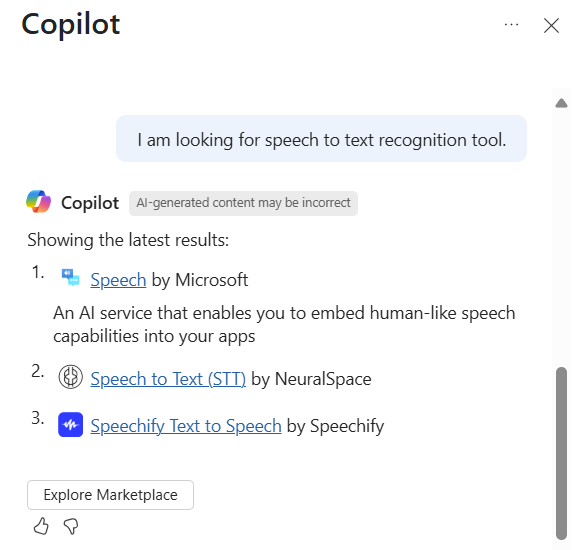 Copilot
I am looking for speech to text recognition tool.
Copilot AI-generated content may be incorrect
Showing the latest results:
1. Speech by Microsoft
An AI service that enables you to embed human-like speech
capabilities into your apps
2. Speech to Text (STT) by NeuralSpace
3. Speechify Text to Speech by Speechify
Explore Marketplace